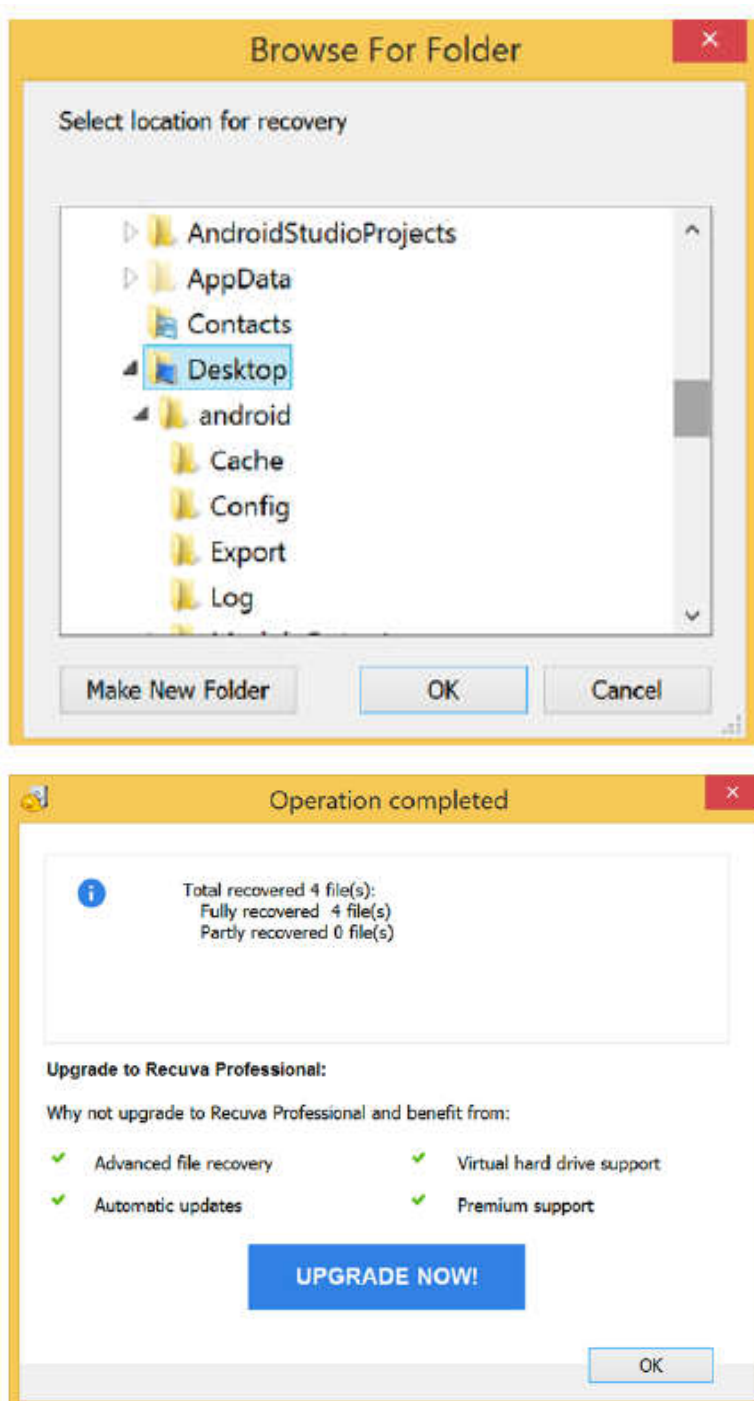 Browse For Folder
Select location for recovery
AndroidStudioProjects
AppData
Contacts
Desktop
android
Cache
Config
Export
Log
Make New Folder OK Cancel
Operation completed
Total recovered 4 file(s):
Fully recovered 4 file(s)
Partly recovered 0 file(s)
Upgrade to Recuva Professional:
Why not upgrade to Recuva Professional and benefit from:
Advanced file recovery Virtual hard drive support
Automatic updates Premium support
UPGRADE NOW!
OK